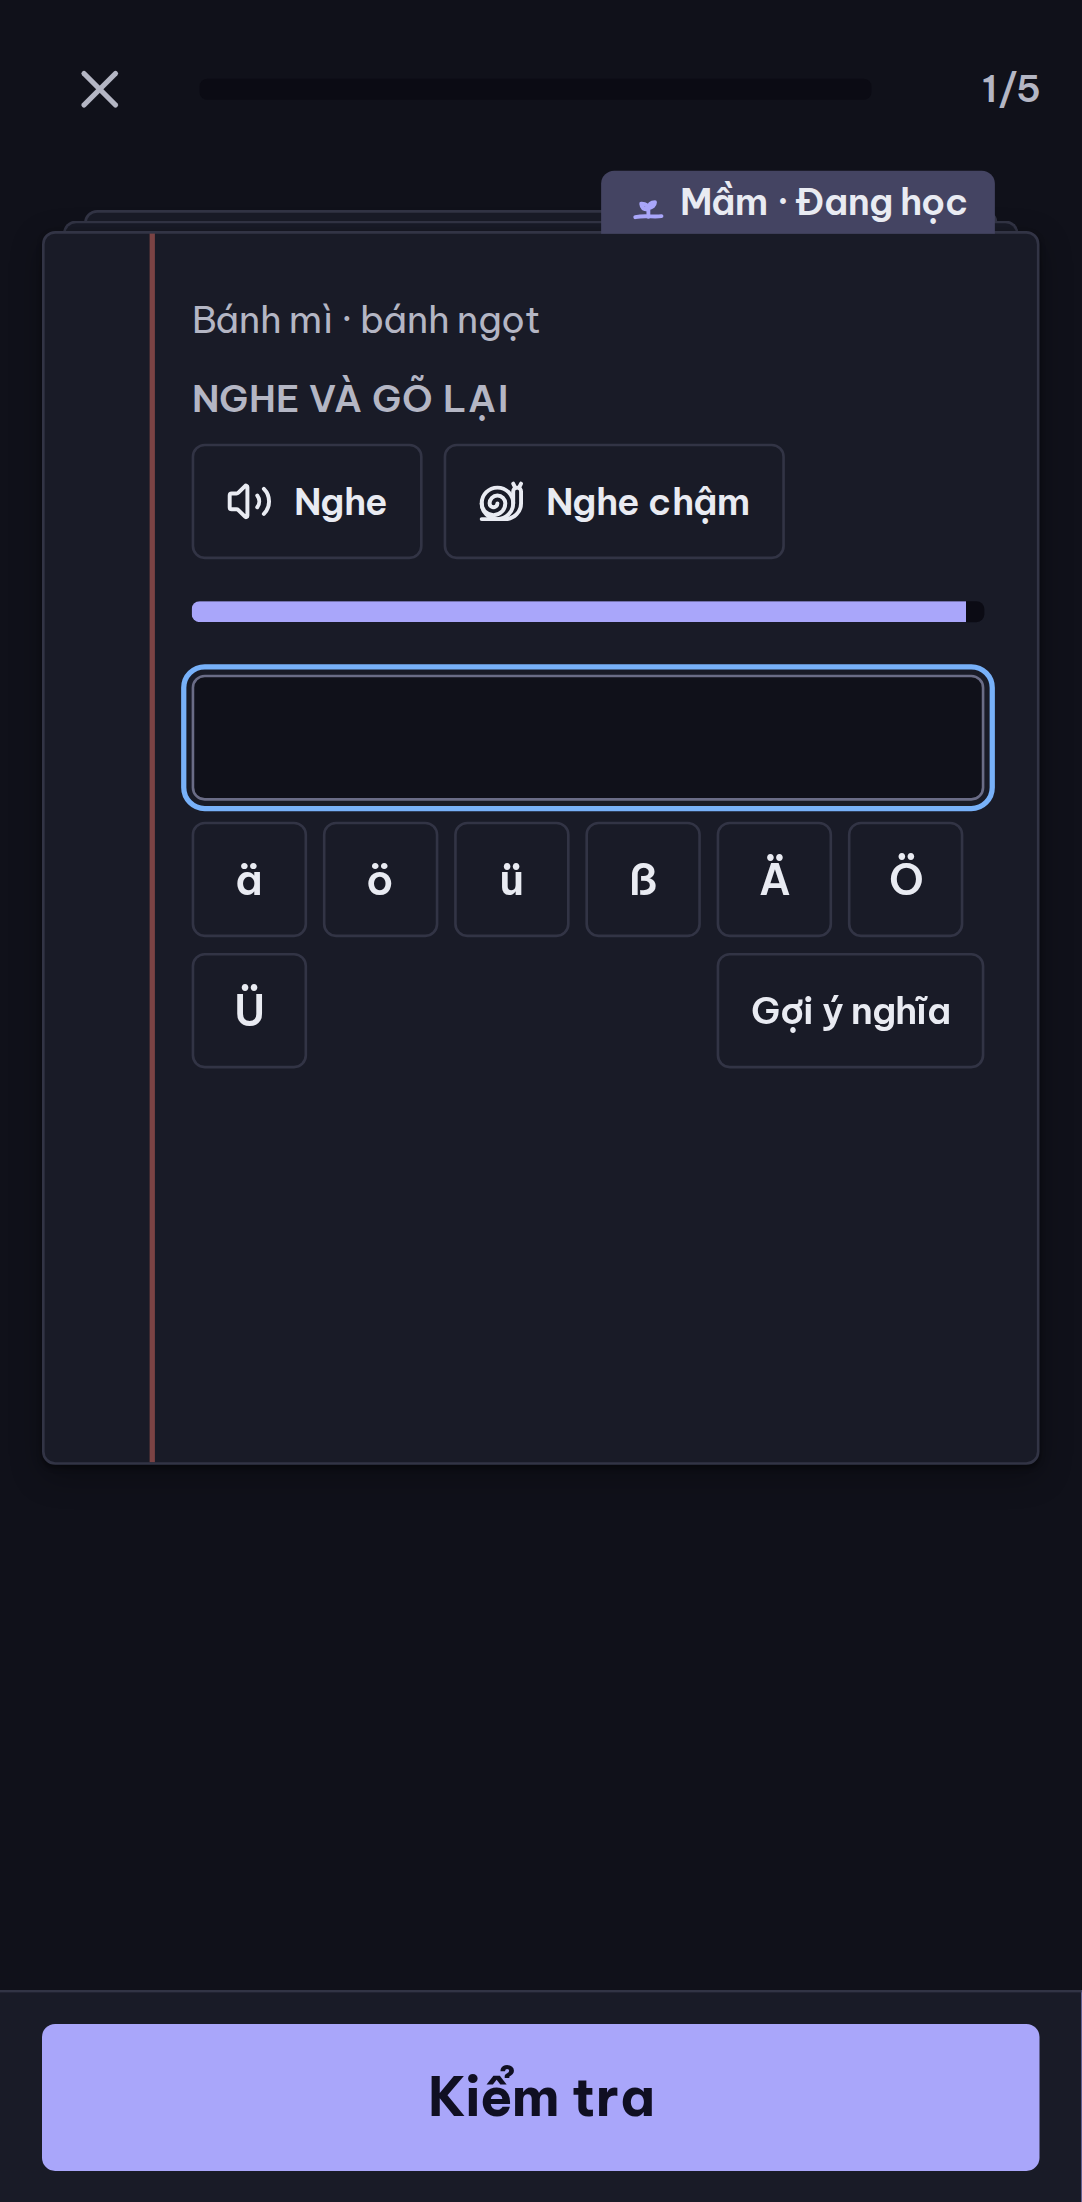 1/5
Mầm · Đang học
Bánh mì · bánh ngọt
NGHE VÀ GÕ LẠI
Nghe
Nghe chậm
ä ö ü ß Ä Ö
Ü
Gợi ý nghĩa
Kiểm tra